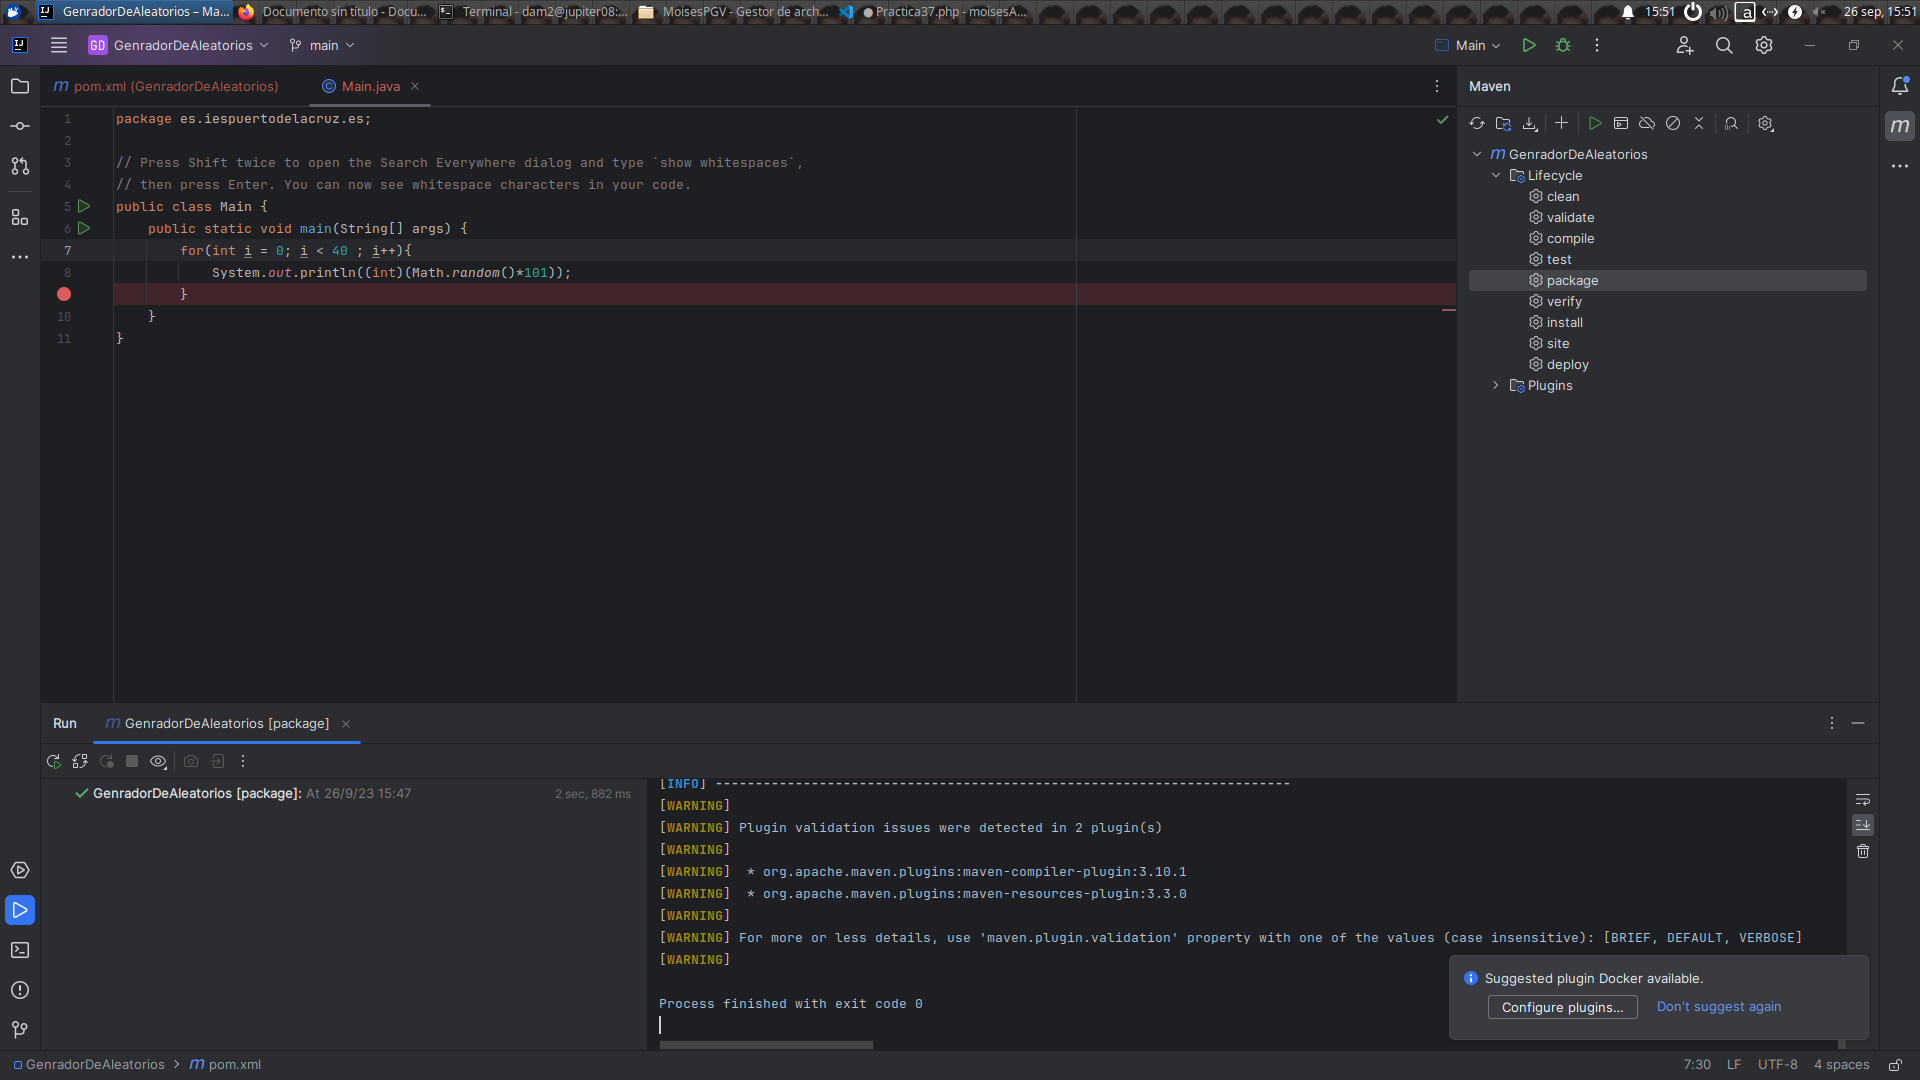 GenradorDeAleatorios – Ma...
Documento sin título - Docu...
Terminal - dam2@jupiter08:...
MoisesPGV - Gestor de arch...
Practica37.php - moisesA...
15:51
a
26 sep, 15:51
IJ
GD GenradorDeAleatorios
main
Main
m pom.xml (GenradorDeAleatorios)
© Main.java
1 package es.iespuertodelacruz.es;
2
3 // Press Shift twice to open the Search Everywhere dialog and type `show whitespaces`,
4 // then press Enter. You can now see whitespace characters in your code.
5 public class Main {
6 public static void main(String[] args) {
7 for(int i = 0; i < 40 ; i++){
8 System.out.println((int)(Math.random()*101));
}
10 }
11 }
Maven
m GenradorDeAleatorios
Lifecycle
clean
validate
compile
test
package
verify
install
site
deploy
Plugins
m
Run
m GenradorDeAleatorios [package]
GenradorDeAleatorios [package]: At 26/9/23 15:47 2 sec, 882 ms
[INFO] ------------------------------------------------------------------------
[WARNING]
[WARNING] Plugin validation issues were detected in 2 plugin(s)
[WARNING]
[WARNING]  * org.apache.maven.plugins:maven-compiler-plugin:3.10.1
[WARNING]  * org.apache.maven.plugins:maven-resources-plugin:3.3.0
[WARNING]
[WARNING] For more or less details, use 'maven.plugin.validation' property with one of the values (case insensitive): [BRIEF, DEFAULT, VERBOSE]
[WARNING]
Process finished with exit code 0
Suggested plugin Docker available.
Configure plugins...
Don't suggest again
GenradorDeAleatorios > m pom.xml
7:30 LF UTF-8 4 spaces